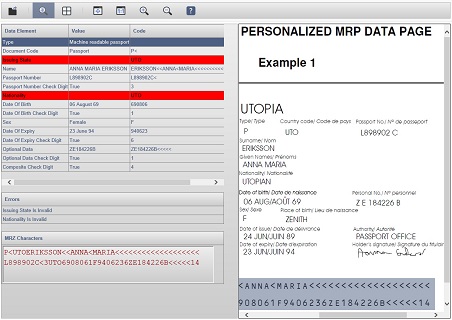 Data Element Value Code
Type Machine readable passport
Document Code Passport P<
Issuing State UTO
Name ANNA MARIA ERIKSSON ERIKSSON<<ANNA<MARIA<<<<<<<<<<
Passport Number L898902C L898902C<
Passport Number Check Digit True 3
Nationality UTO
Date Of Birth 06 August 69 690806
Date Of Birth Check Digit True 1
Sex Female F
Date Of Expiry 23 June 94 940623
Date Of Expiry Check Digit True 6
Optional Data ZE184226B ZE184226B<<<<<
Optional Data Check Digit True 1
Composite Check Digit True 4
Errors
Issuing State Is Invalid
Nationality Is Invalid
MRZ Characters
P<UTOERIKSSON<<ANNA<MARIA<<<<<<<<<<<<<<<<<<<
L898902C<3UTO6908061F9406236ZE184226B<<<<<14
PERSONALIZED MRP DATA PAGE
Example 1
UTOPIA
Type/ Type Country code/ Code de pays Passport No./ N° de passeport
P UTO L898902 C
Surname/ Nom
ERIKSSON
Given Names/ Prénoms
ANNA MARIA
Nationality/ Nationalité
UTOPIAN
Date of birth/ Date de naissance Personal No./ N° personnel
06 AUG/AOÛT 69 Z E 184226 B
Sex/ Sexe Place of birth/ Lieu de naissance
F ZENITH
Date of issue/ Date de délivrance Authority/ Autorité
24 JUN/JUIN 89 PASSPORT OFFICE
Date of expiry/ Date d'expiration Holder's signature/ Signature du titulaire
23 JUN/JUIN 94
<ANNA<MARIA<<<<<<<<<<<<<<<<<<<
908061F9406236ZE184226B<<<<<14